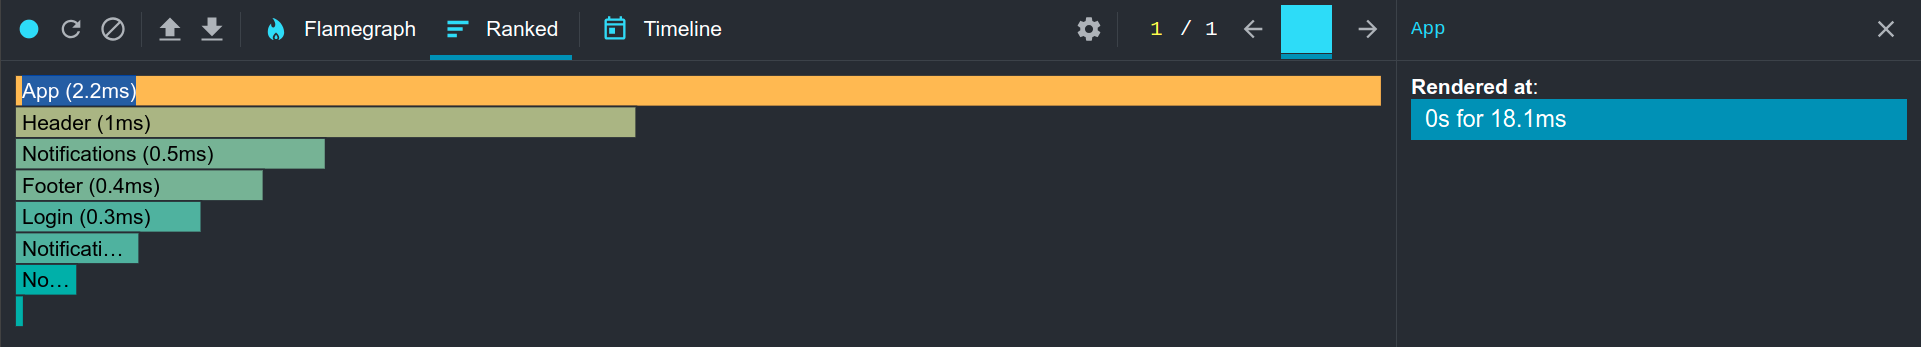 Flamegraph Ranked Timeline 1 / 1 App
App (2.2ms)
Header (1ms)
Notifications (0.5ms)
Footer (0.4ms)
Login (0.3ms)
Notificati…
No…
Rendered at:
0s for 18.1ms